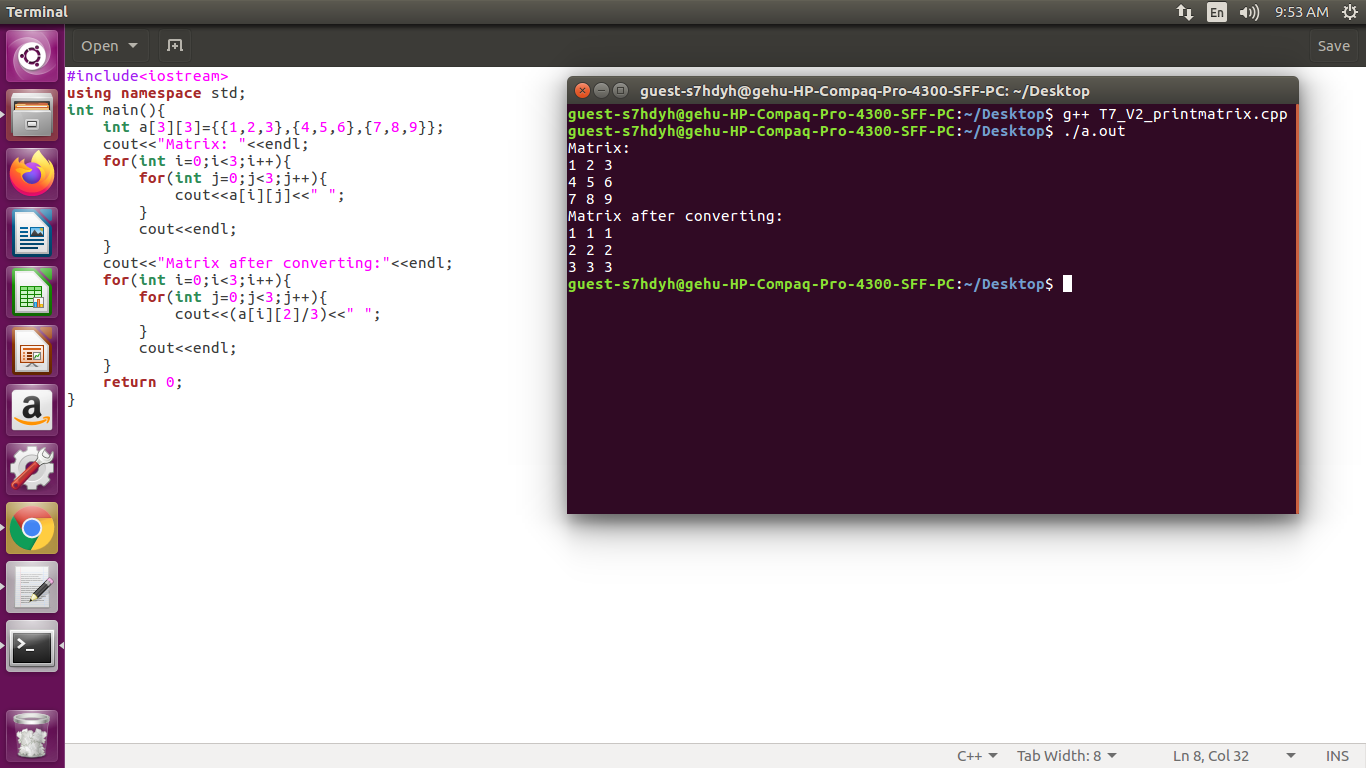 Terminal
En
9:53 AM
Open
Save
#include<iostream>
using namespace std;
int main(){
    int a[3][3]={{1,2,3},{4,5,6},{7,8,9}};
    cout<<"Matrix: "<<endl;
    for(int i=0;i<3;i++){
        for(int j=0;j<3;j++){
            cout<<a[i][j]<<" ";
        }
        cout<<endl;
    }
    cout<<"Matrix after converting:"<<endl;
    for(int i=0;i<3;i++){
        for(int j=0;j<3;j++){
            cout<<(a[i][2]/3)<<" ";
        }
        cout<<endl;
    }
    return 0;
}
guest-s7hdyh@gehu-HP-Compaq-Pro-4300-SFF-PC: ~/Desktop
guest-s7hdyh@gehu-HP-Compaq-Pro-4300-SFF-PC:~/Desktop$ g++ T7_V2_printmatrix.cpp
guest-s7hdyh@gehu-HP-Compaq-Pro-4300-SFF-PC:~/Desktop$ ./a.out
Matrix:
1 2 3
4 5 6
7 8 9
Matrix after converting:
1 1 1
2 2 2
3 3 3
guest-s7hdyh@gehu-HP-Compaq-Pro-4300-SFF-PC:~/Desktop$
a
>_
C++
Tab Width: 8
Ln 8, Col 32
INS